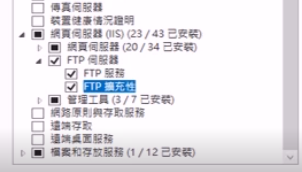 傳真伺服器
裝置健康情況證明
網頁伺服器 (IIS) (23 / 43 已安裝)
網頁伺服器 (20 / 34 已安裝)
FTP 伺服器
FTP 服務
FTP 擴充性
管理工具 (3 / 7 已安裝)
網路原則與存取服務
遠端存取
遠端桌面服務
檔案和存放服務 (1 / 12 已安裝)